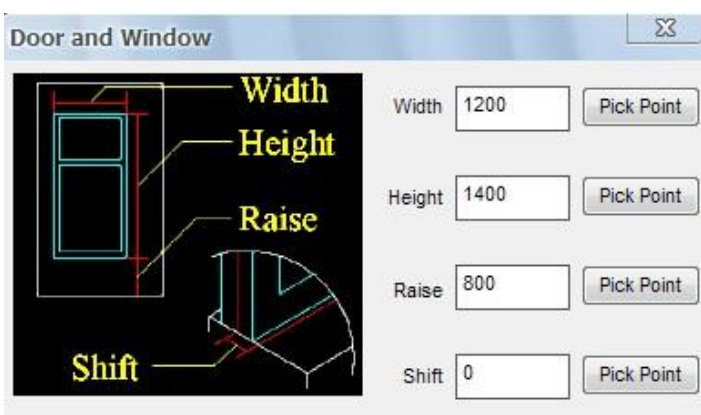 Door and Window
Width
Height
Raise
Shift
Width 1200 Pick Point
Height 1400 Pick Point
Raise 800 Pick Point
Shift 0 Pick Point